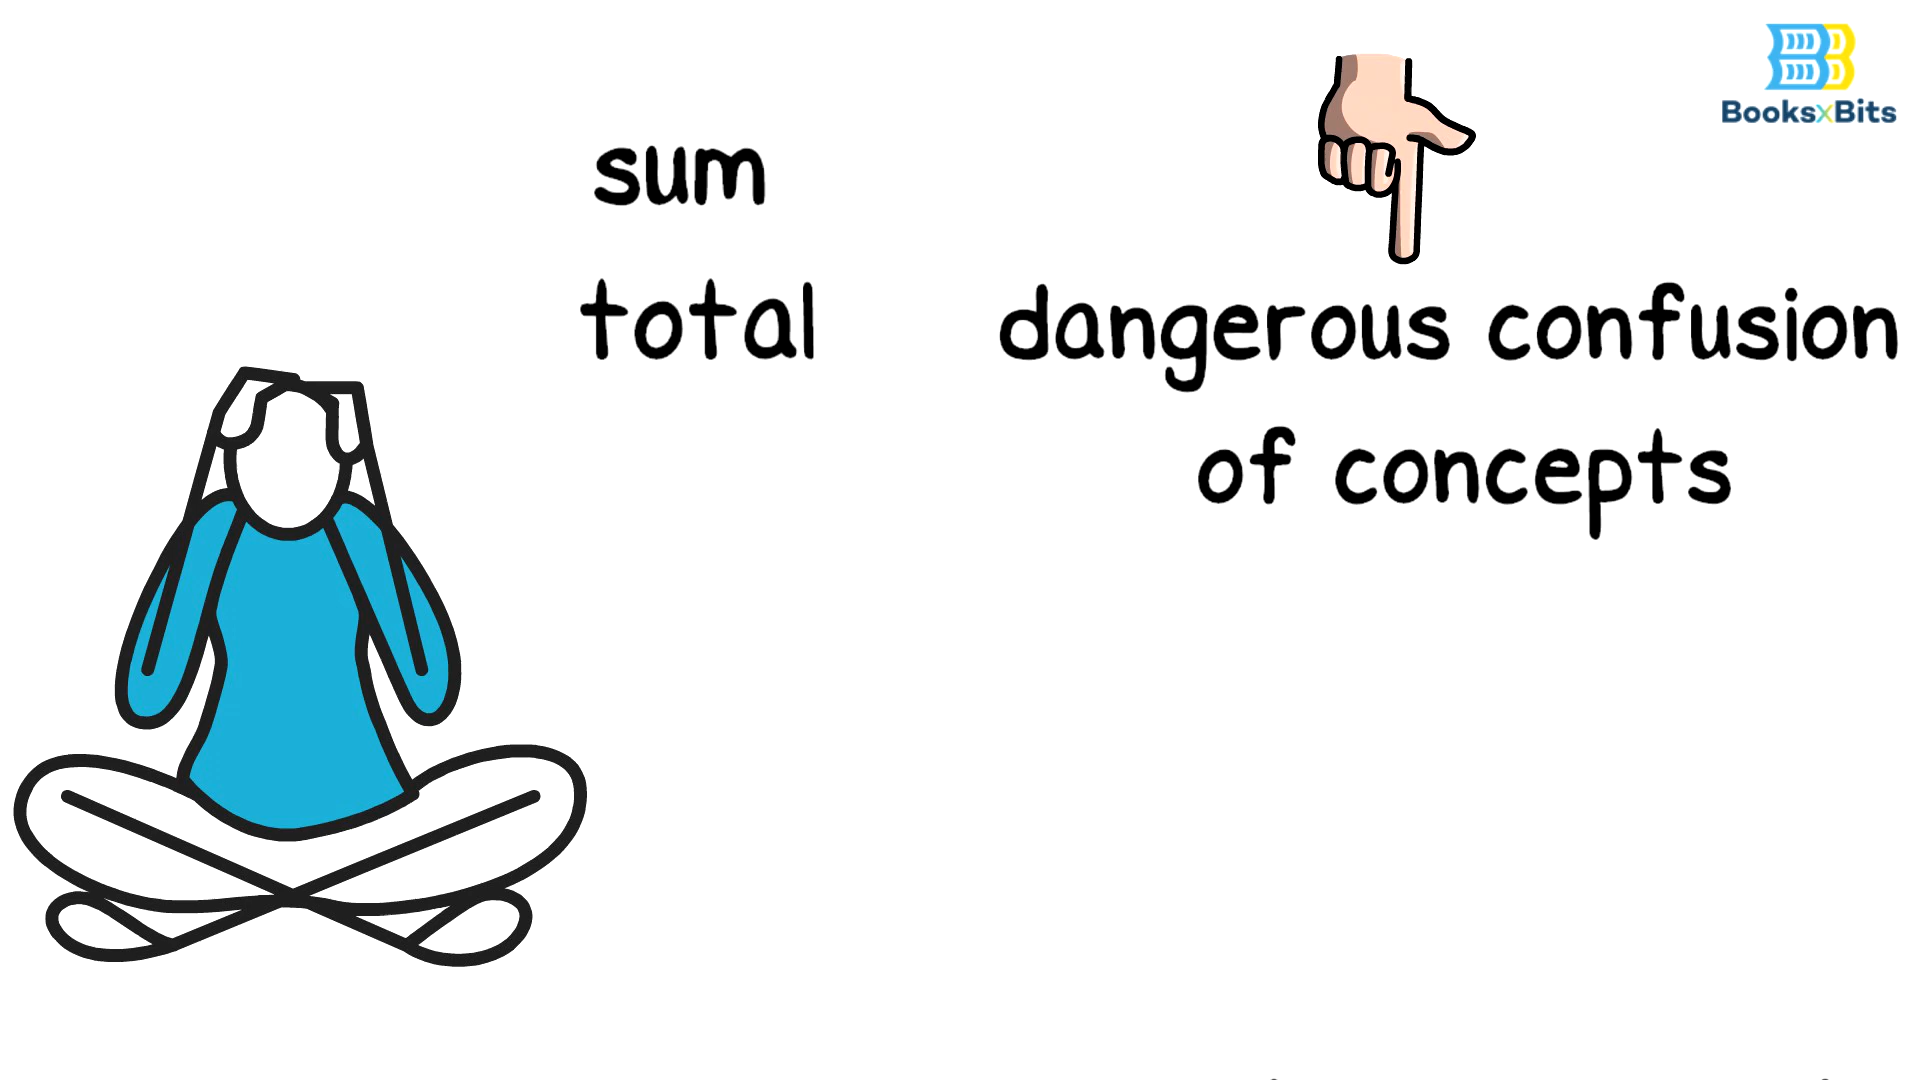 BooksxBits
sum
total
dangerous confusion
of concepts